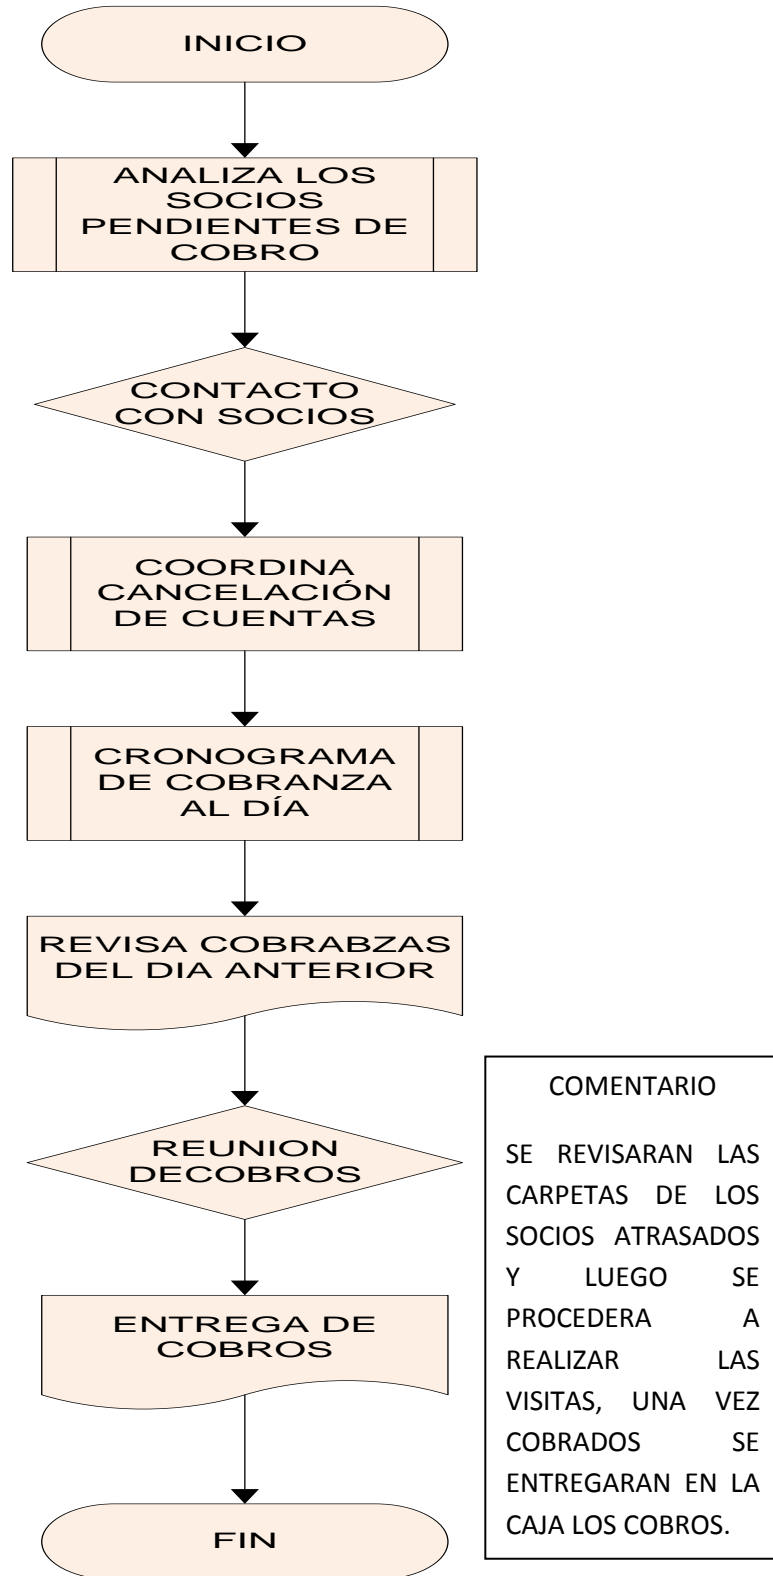 INICIO
ANALIZA LOS
SOCIOS
PENDIENTES DE
COBRO
CONTACTO
CON SOCIOS
COORDINA
CANCELACIÓN
DE CUENTAS
CRONOGRAMA
DE COBRANZA
AL DÍA
REVISA COBRABZAS
DEL DIA ANTERIOR
REUNION
DECOBROS
ENTREGA DE
COBROS
FIN
COMENTARIO
SE REVISARAN LAS
CARPETAS DE LOS
SOCIOS ATRASADOS
Y LUEGO SE
PROCEDERA A
REALIZAR LAS
VISITAS, UNA VEZ
COBRADOS SE
ENTREGARAN EN LA
CAJA LOS COBROS.